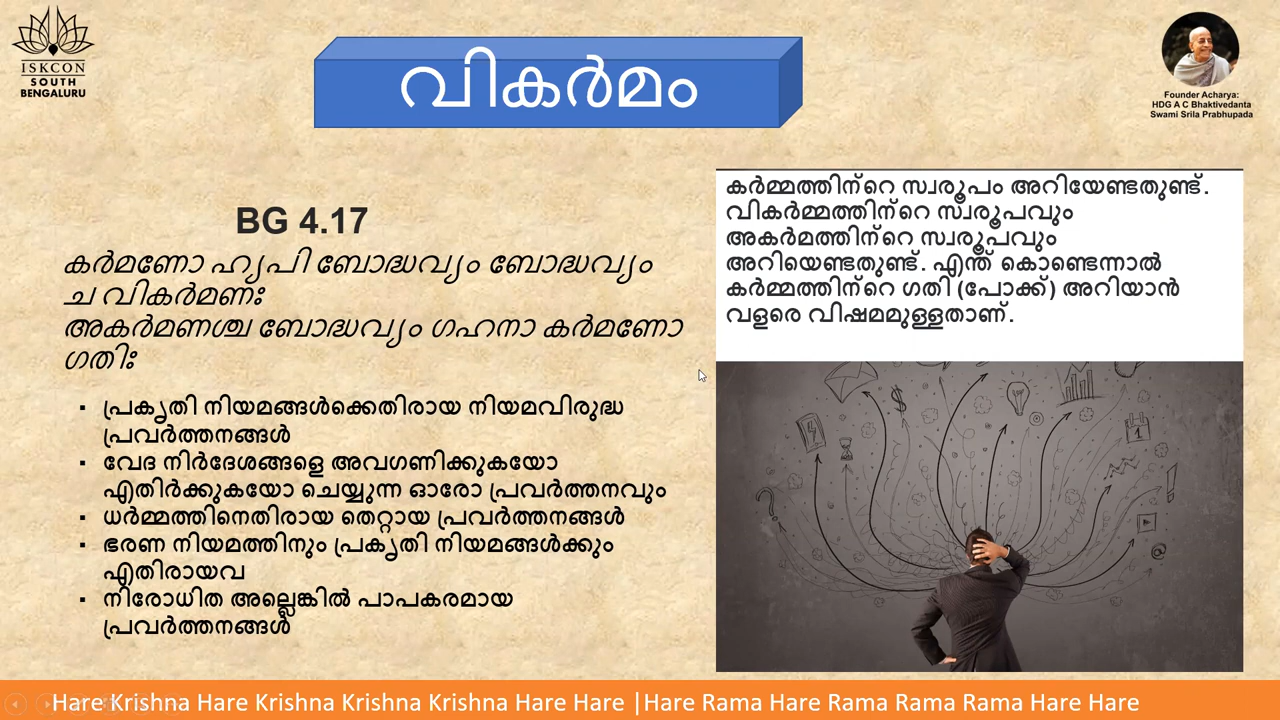 ISKCON
SOUTH
BENGALURU
വികർമം
Founder Acharya:
HDG A C Bhaktivedanta
Swami Srila Prabhupada
BG 4.17
കർമണോ ഹ്യപി ബോദ്ധവ്യം ബോദ്ധവ്യം
ച വികർമണഃ
അകർമണശ്ച ബോദ്ധവ്യം ഗഹനാ കർമണോ
ഗതിഃ
▪ പ്രകൃതി നിയമങ്ങൾക്കെതിരായ നിയമവിരുദ്ധ
പ്രവർത്തനങ്ങൾ
▪ വേദ നിർദേശങ്ങളെ അവഗണിക്കുകയോ
എതിർക്കുകയോ ചെയ്യുന്ന ഓരോ പ്രവർത്തനവും
▪ ധർമ്മത്തിനെതിരായ തെറ്റായ പ്രവർത്തനങ്ങൾ
▪ ഭരണ നിയമത്തിനും പ്രകൃതി നിയമങ്ങൾക്കും
എതിരായവ
▪ നിരോധിത അല്ലെങ്കിൽ പാപകരമായ
പ്രവർത്തനങ്ങൾ
കർമ്മത്തിന്റെ സ്വരൂപം അറിയേണ്ടതുണ്ട്.
വികർമ്മത്തിന്റെ സ്വരൂപവും
അകർമത്തിന്റെ സ്വരൂപവും
അറിയെണ്ടതുണ്ട്. എന്ത് കൊണ്ടെന്നാൽ
കർമ്മത്തിന്റെ ഗതി (പോക്ക്) അറിയാൻ
വളരെ വിഷമമുള്ളതാണ്.
Hare Krishna Hare Krishna Krishna Krishna Hare Hare |Hare Rama Hare Rama Rama Rama Hare Hare